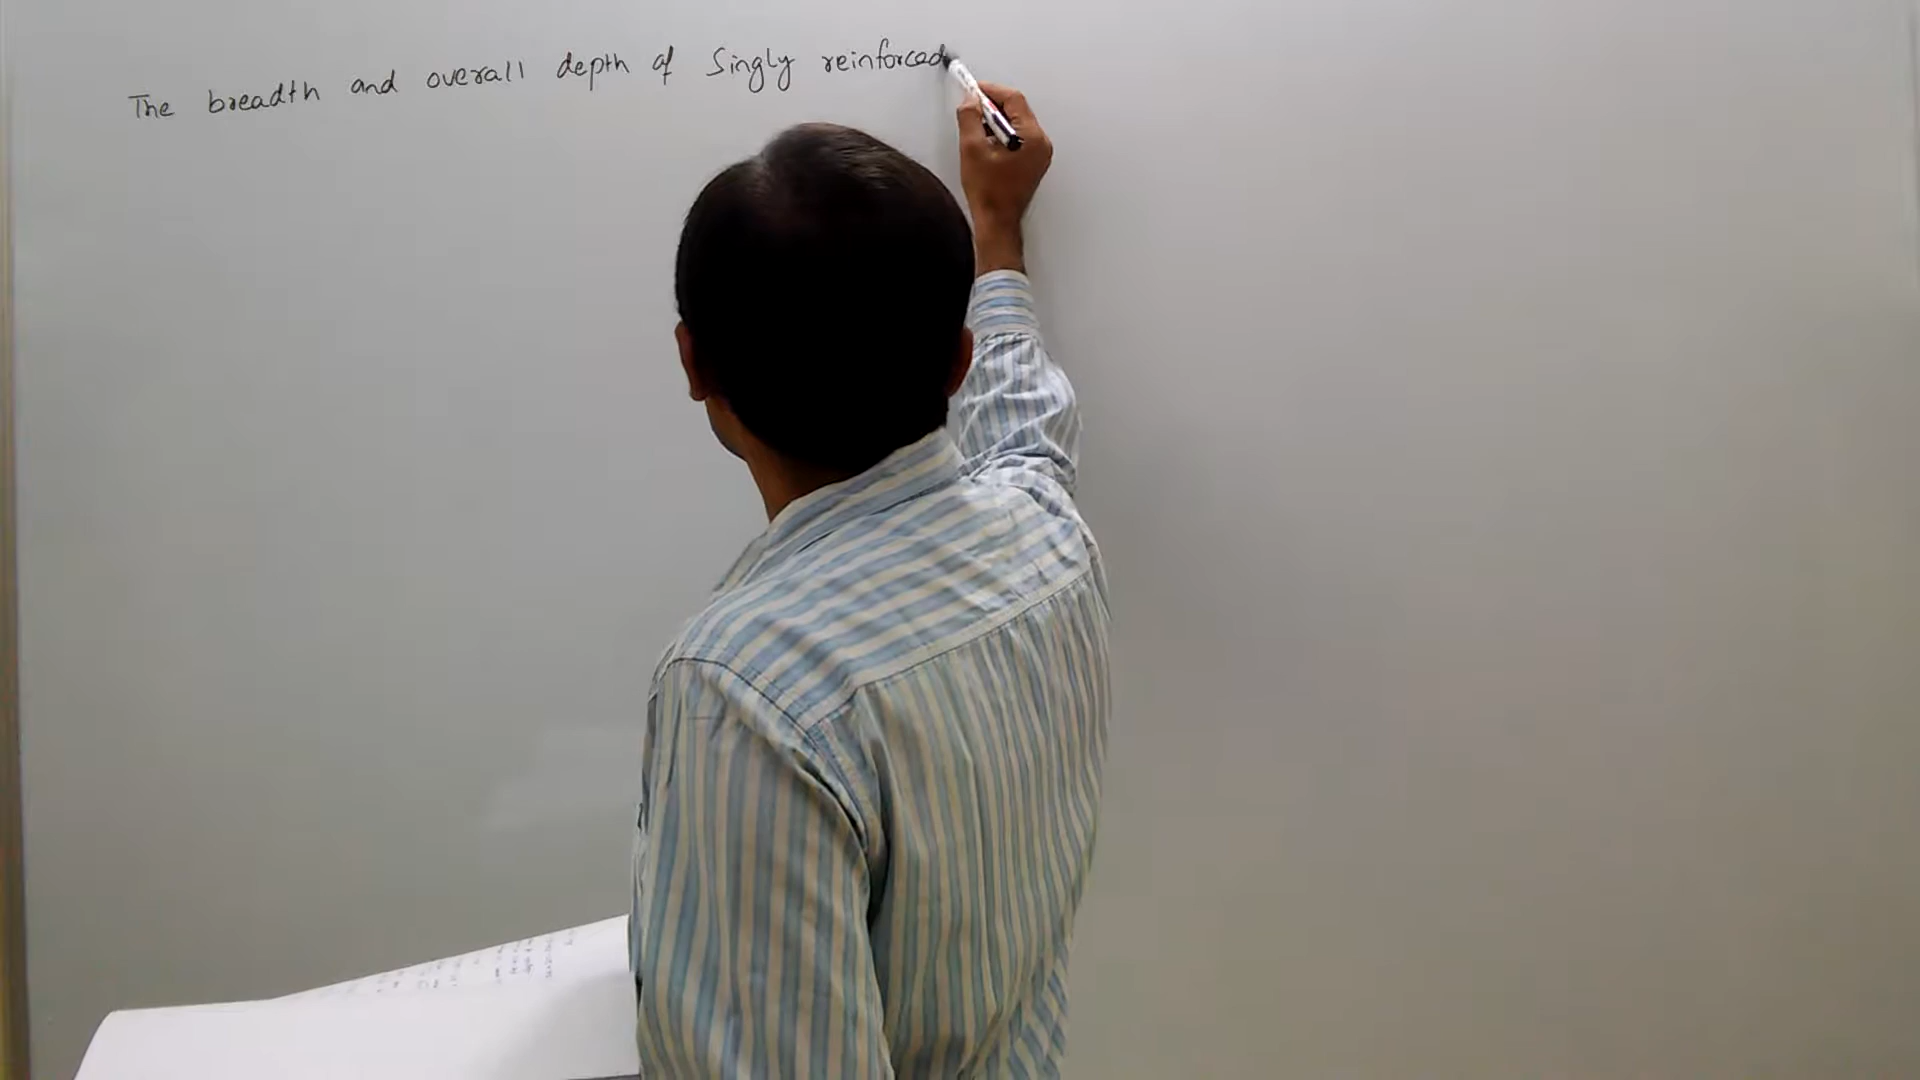 The breadth and overall depth of Singly reinforced